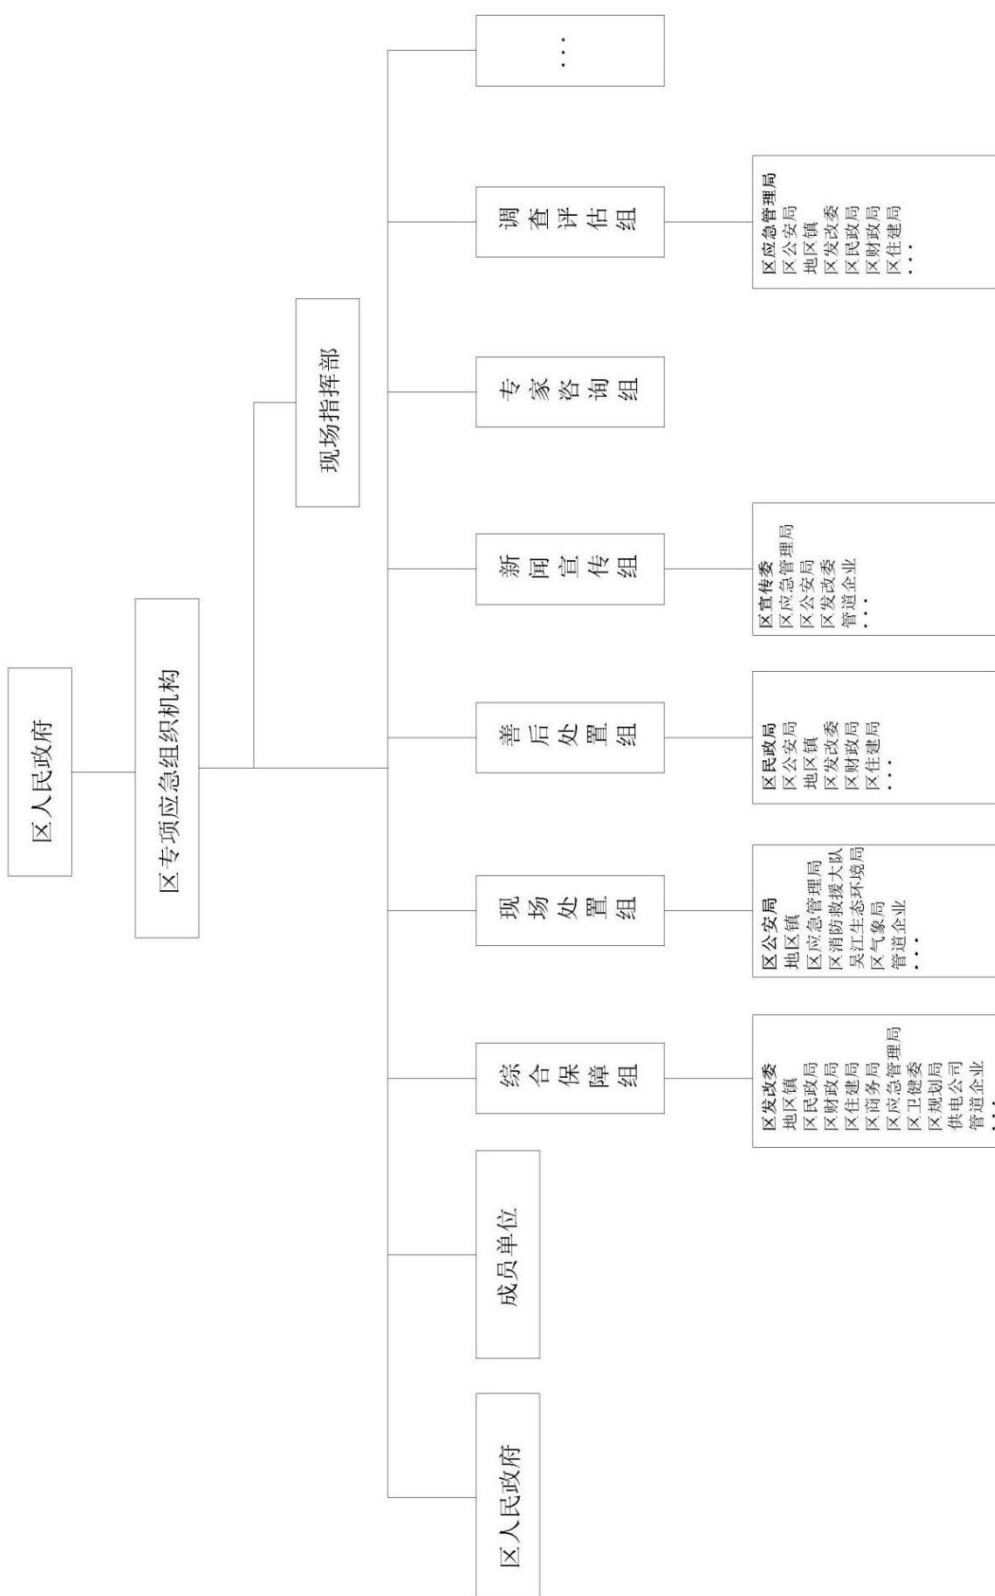 区人民政府
区专项应急组织机构
现场指挥部
区人民政府
成员单位
综合保障组
现场处置组
善后处置组
新闻宣传组
专家咨询组
调查评估组
...
区发改委
地区镇
区民政局
区财政局
区住建局
区商务局
区应急管理局
区卫健委
区规划局
供电公司
管道企业
...
区公安局
地区镇
区应急管理局
区消防救援大队
吴江生态环境局
区气象局
管道企业
...
区民政局
区公安局
地区镇
区发改委
区财政局
区住建局
...
区宣传委
区应急管理局
区公安局
区发改委
管道企业
...
区应急管理局
区公安局
地区镇
区发改委
区民政局
区财政局
区住建局
...